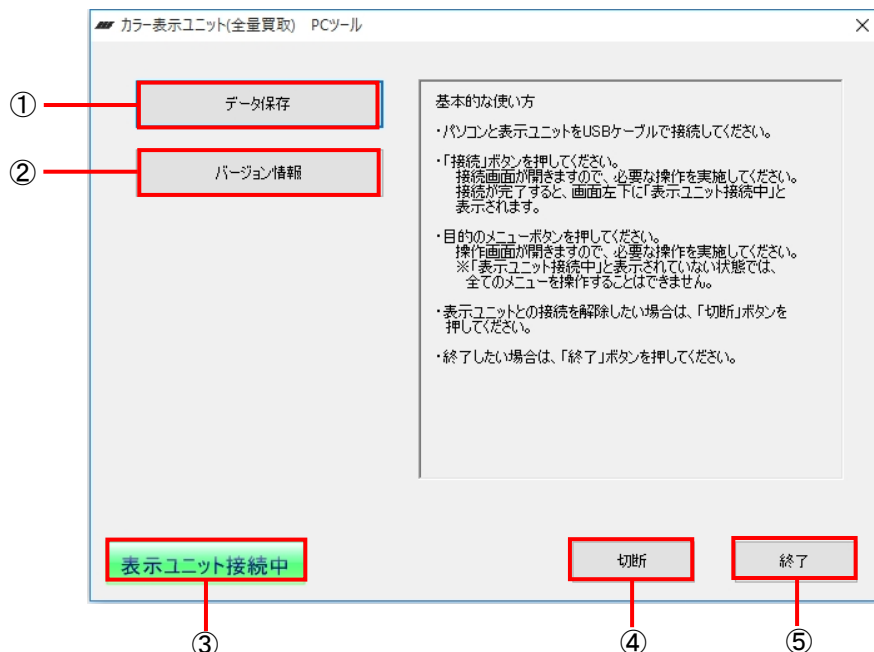 カラー表示ユニット(全量買取) PCツール
①
データ保存
②
バージョン情報
基本的な使い方
・パソコンと表示ユニットをUSBケーブルで接続してください。
・「接続」ボタンを押してください。
接続画面が開きますので、必要な操作を実施してください。
接続が完了すると、画面左下に「表示ユニット接続中」と
表示されます。
・目的のメニューボタンを押してください。
操作画面が開きますので、必要な操作を実施してください。
※「表示ユニット接続中」と表示されていない状態では、
全てのメニューを操作することはできません。
・表示ユニットとの接続を解除したい場合は、「切断」ボタンを
押してください。
・終了したい場合は、「終了」ボタンを押してください。
表示ユニット接続中
切断
終了
③
④
⑤